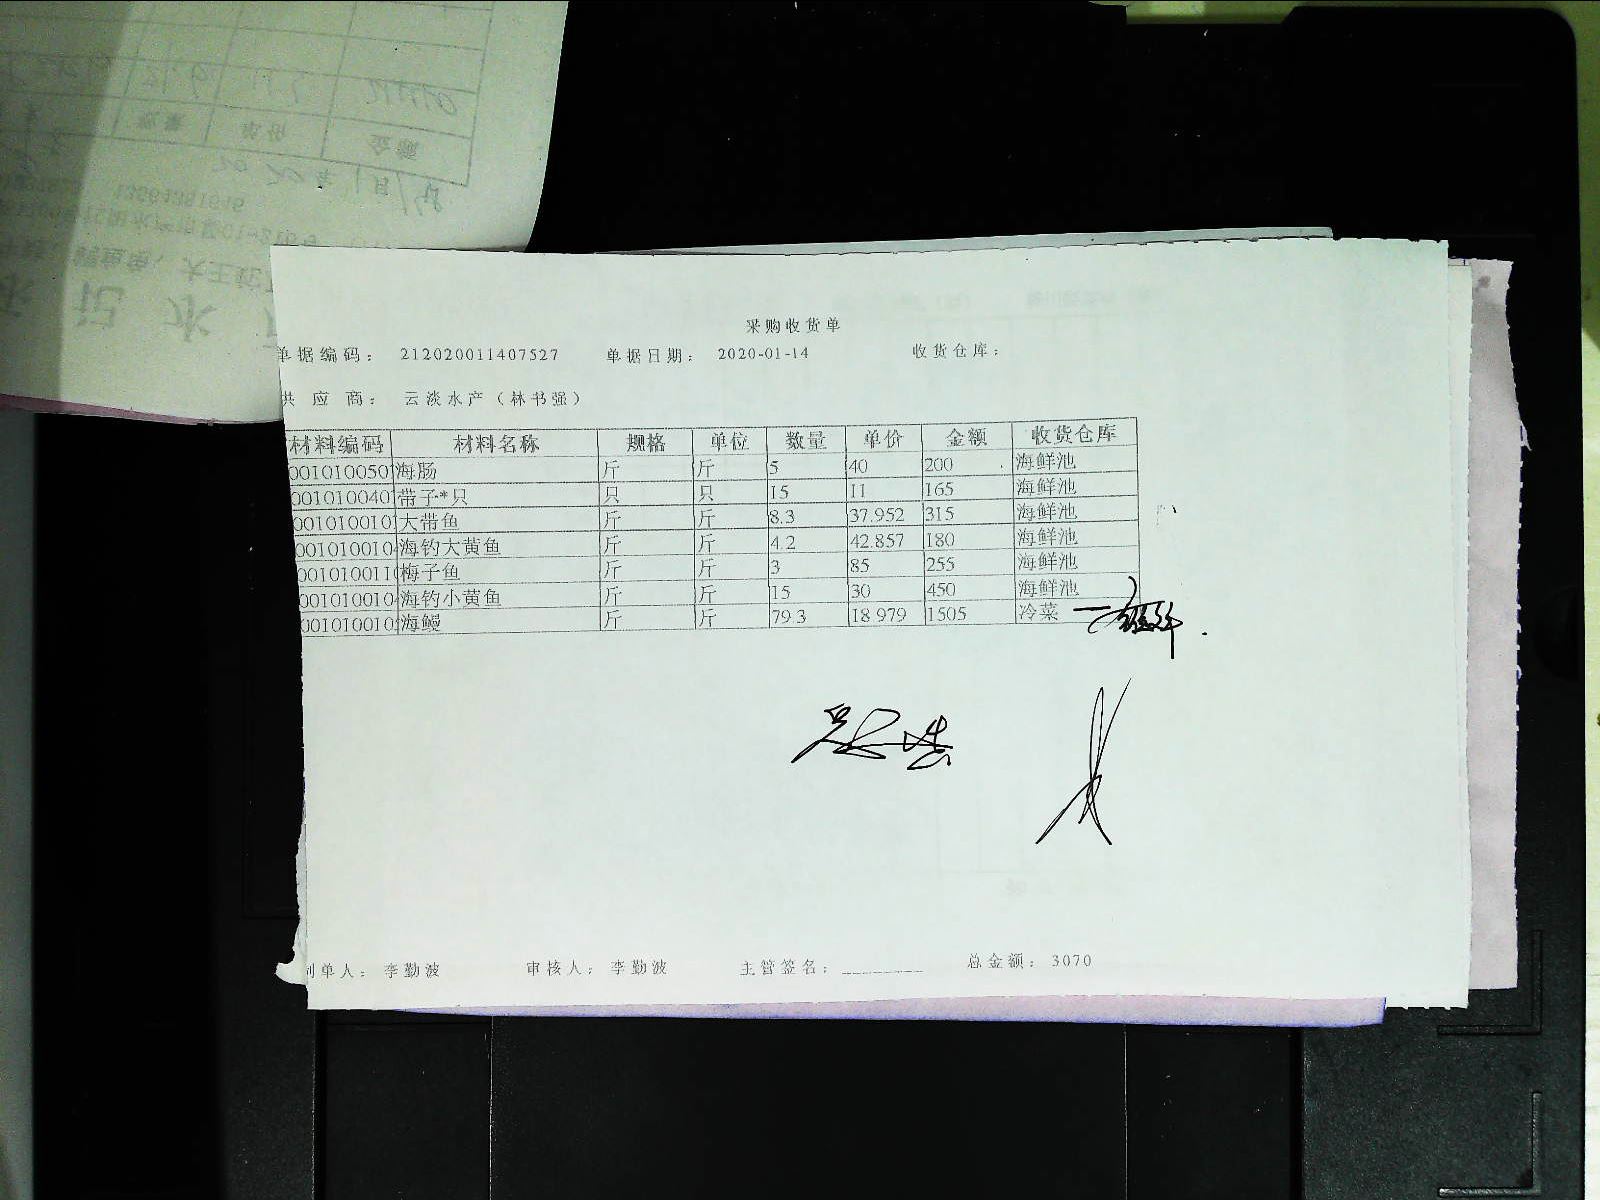 采购收货单
单据编码： 212020011407527 单据日期： 2020-01-14 收货仓库：
供 应 商： 云淡水产（林书强）
材料编码 材料名称 规格 单位 数量 单价 金额 收货仓库
001010050 海肠 斤 斤 5 40 200 海鲜池
001010040 带子*只 只 只 15 11 165 海鲜池
001010010 大带鱼 斤 斤 8.3 37.952 315 海鲜池
001010010 海钓大黄鱼 斤 斤 4.2 42.857 180 海鲜池
001010011 梅子鱼 斤 斤 3 85 255 海鲜池
001010010 海钓小黄鱼 斤 斤 15 30 450 海鲜池
001010010 海鳗 斤 斤 79.3 18.979 1505 冷菜
制单人： 李勤波 审核人： 李勤波 主管签名： 总金额： 3070